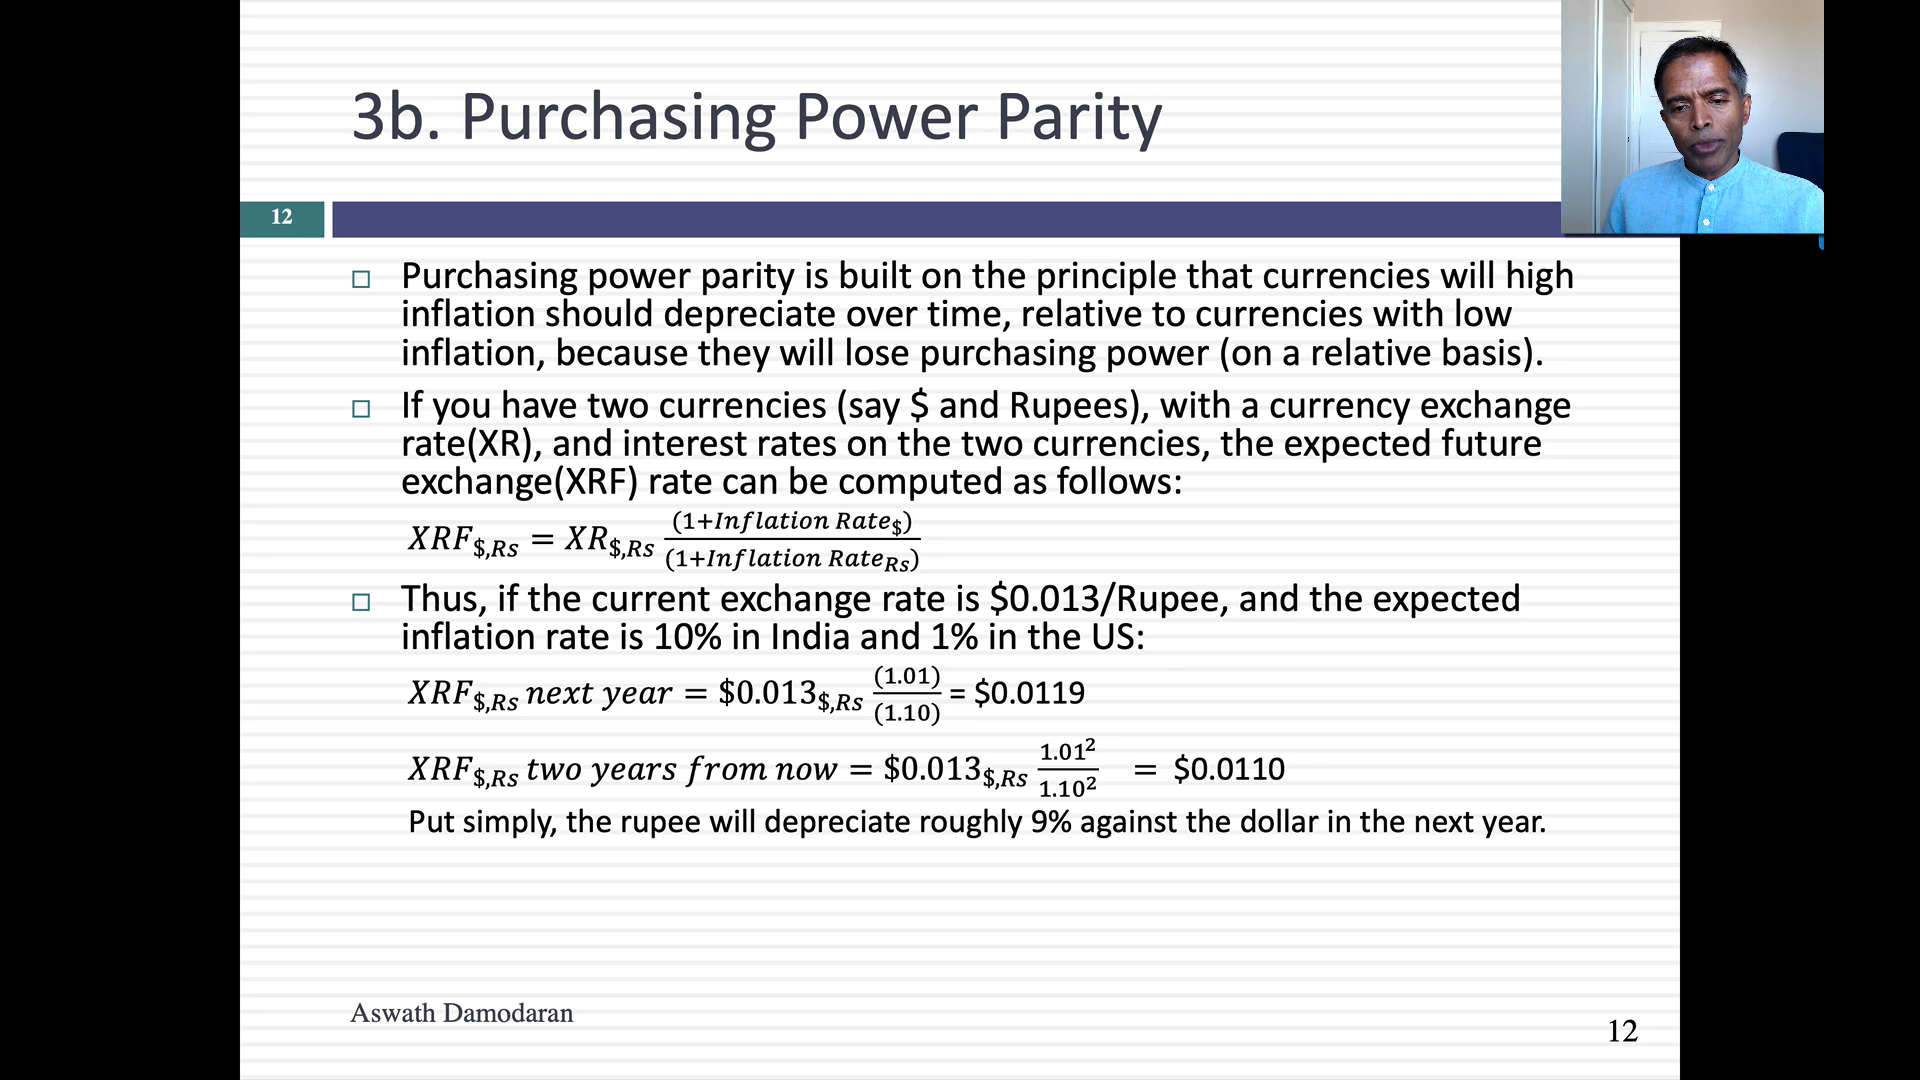 3b. Purchasing Power Parity
12
Purchasing power parity is built on the principle that currencies will high
inflation should depreciate over time, relative to currencies with low
inflation, because they will lose purchasing power (on a relative basis).
If you have two currencies (say $ and Rupees), with a currency exchange
rate(XR), and interest rates on the two currencies, the expected future
exchange(XRF) rate can be computed as follows:
XRF$,Rs = XR$,Rs (1+Inflation Rate$) / (1+Inflation RateRs)
Thus, if the current exchange rate is $0.013/Rupee, and the expected
inflation rate is 10% in India and 1% in the US:
XRF$,Rs next year = $0.013$,Rs (1.01) / (1.10) = $0.0119
XRF$,Rs two years from now = $0.013$,Rs 1.01² / 1.10² = $0.0110
Put simply, the rupee will depreciate roughly 9% against the dollar in the next year.
Aswath Damodaran
12